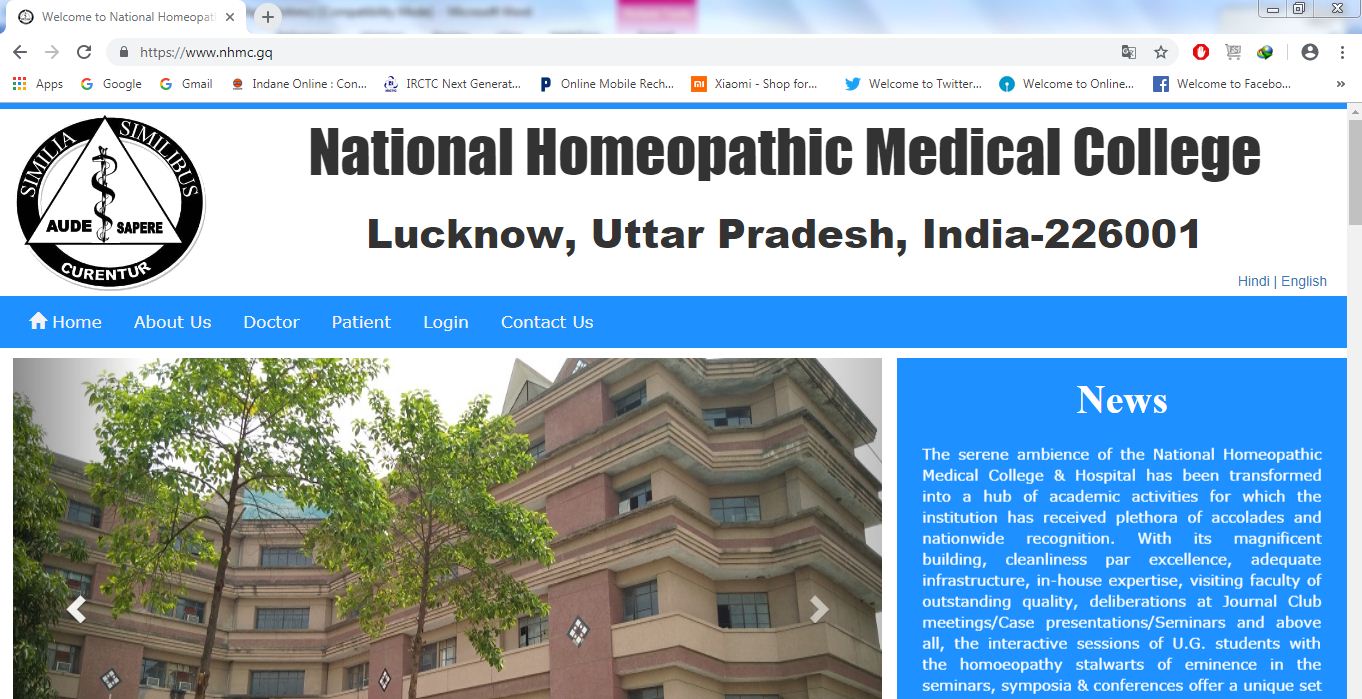 Welcome to National Homeopat
https://www.nhmc.gq
Apps Google Gmail Indane Online : Con... IRCTC Next Generat... Online Mobile Rech... Xiaomi - Shop for... Welcome to Twitter... Welcome to Online... Welcome to Facebo... »
SIMILIA SIMILIBUS
AUDE SAPERE
CURENTUR
National Homeopathic Medical College
Lucknow, Uttar Pradesh, India-226001
Hindi | English
Home About Us Doctor Patient Login Contact Us
News
The serene ambience of the National Homeopathic
Medical College & Hospital has been transformed
into a hub of academic activities for which the
institution has received plethora of accolades and
nationwide recognition. With its magnificent
building, cleanliness par excellence, adequate
infrastructure, in-house expertise, visiting faculty of
outstanding quality, deliberations at Journal Club
meetings/Case presentations/Seminars and above
all, the interactive sessions of U.G. students with
the homoeopathy stalwarts of eminence in the
seminars, symposia & conferences offer a unique set